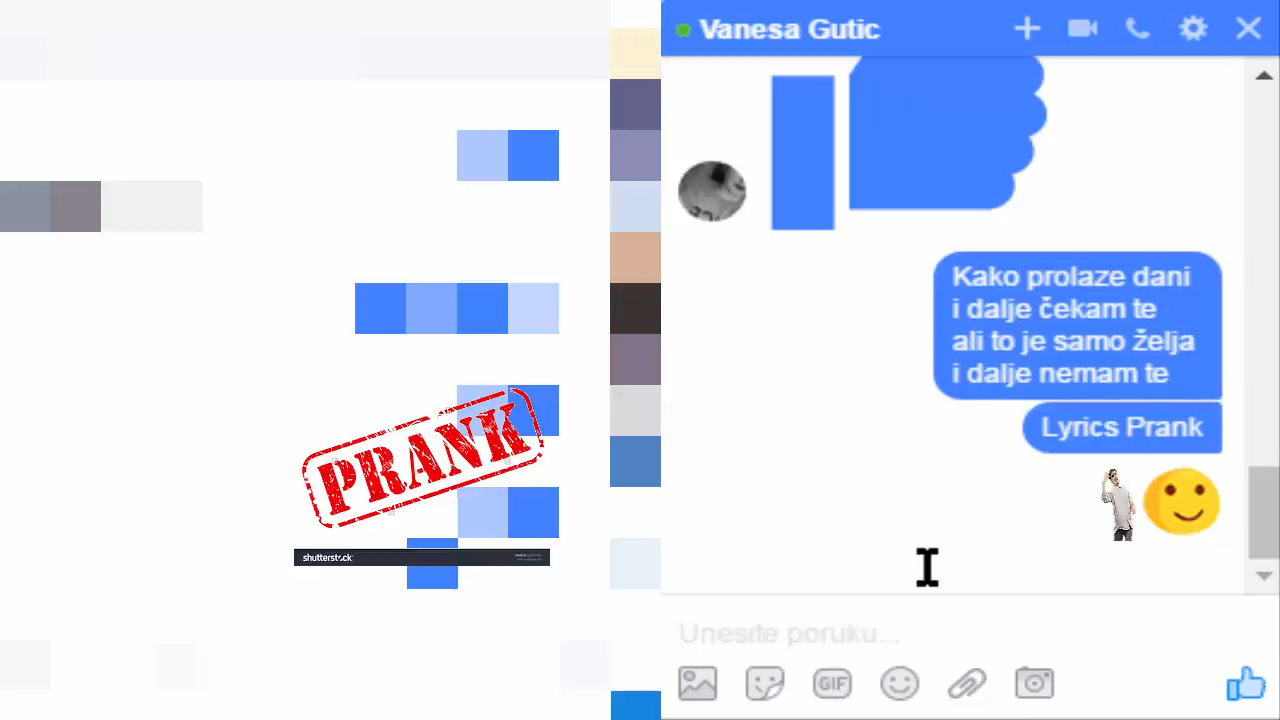 Vanesa Gutic
Kako prolaze dani
i dalje čekam te
ali to je samo želja
i dalje nemam te
Lyrics Prank
PRANK
shutterstock
Unesite poruku...
GIF